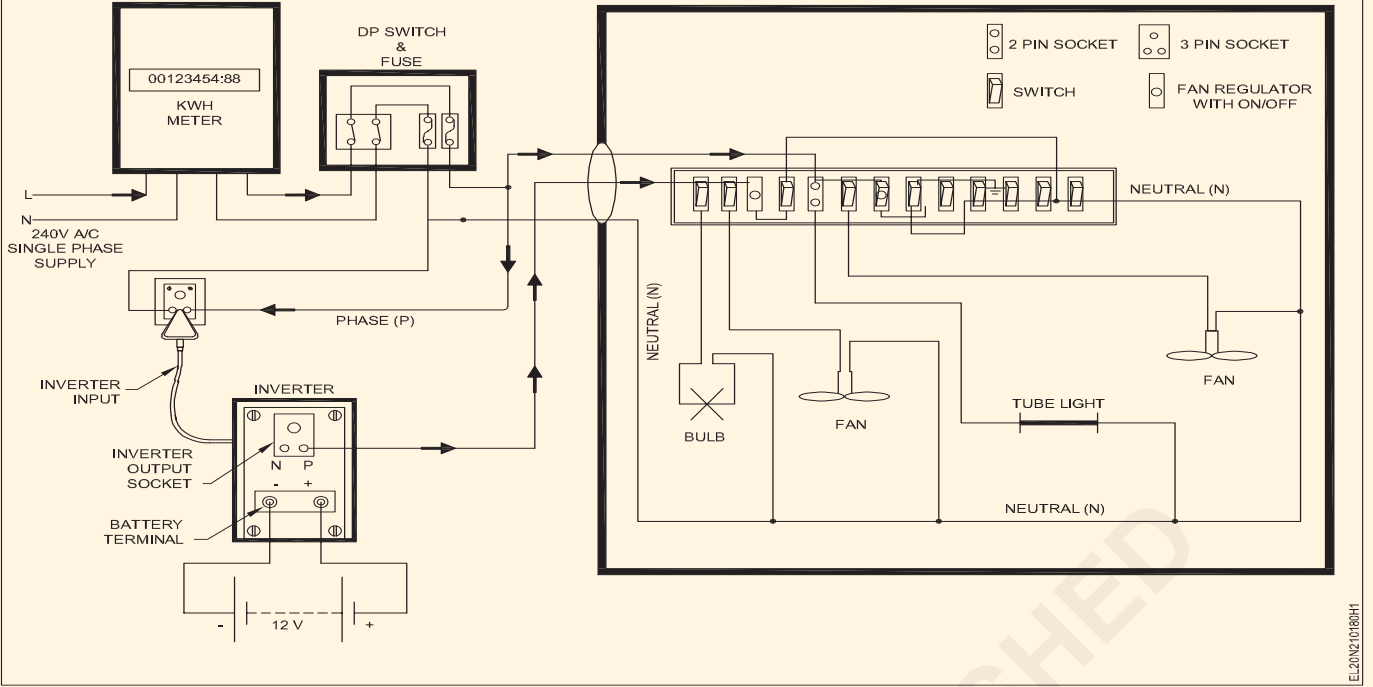 DP SWITCH
&
FUSE
00123454:88
KWH
METER
2 PIN SOCKET
3 PIN SOCKET
SWITCH
FAN REGULATOR
WITH ON/OFF
L
N
240V A/C
SINGLE PHASE
SUPPLY
NEUTRAL (N)
PHASE (P)
NEUTRAL (N)
INVERTER
INPUT
INVERTER
INVERTER
OUTPUT
SOCKET
N P
- +
BATTERY
TERMINAL
- 12 V +
BULB
FAN
TUBE LIGHT
FAN
NEUTRAL (N)
EL20N210180H1
SHED